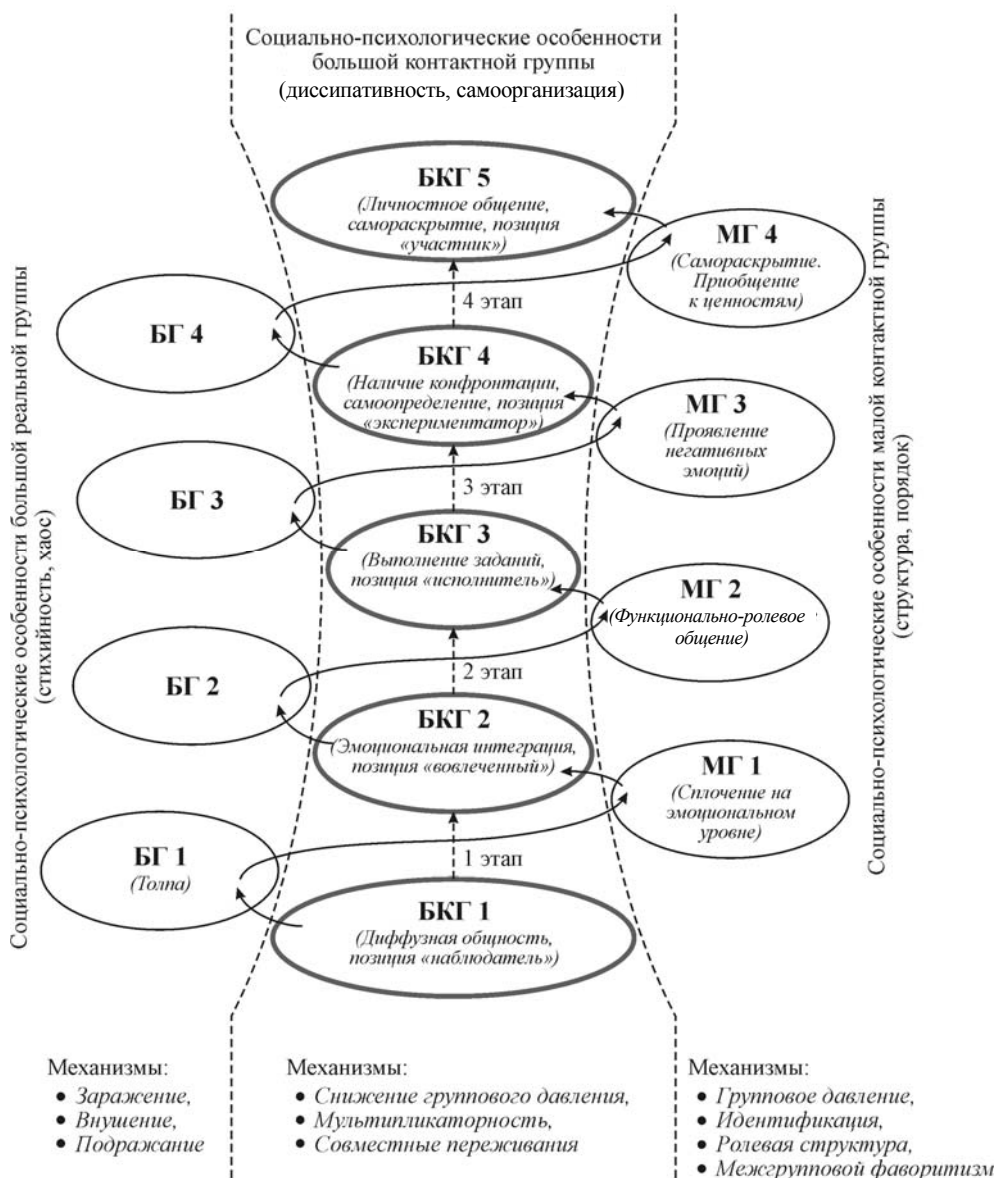 Социально-психологические особенности
большой контактной группы
(диссипативность, самоорганизация)
БКГ 5
(Личностное общение,
самораскрытие, позиция
«участник»)
МГ 4
(Самораскрытие.
Приобщение
к ценностям)
4 этап
БГ 4
БКГ 4
(Наличие конфронтации,
самоопределение, позиция
«экспериментатор»)
МГ 3
(Проявление
негативных
эмоций)
3 этап
БГ 3
БКГ 3
(Выполнение заданий,
позиция «исполнитель»)
МГ 2
(Функционально-ролевое
общение)
2 этап
БГ 2
БКГ 2
(Эмоциональная интеграция,
позиция «вовлеченный»)
МГ 1
(Сплочение на
эмоциональном
уровне)
1 этап
БГ 1
(Толпа)
БКГ 1
(Диффузная общность,
позиция «наблюдатель»)
Социально-психологические особенности большой реальной группы
(стихийность, хаос)
Социально-психологические особенности малой контактной группы
(структура, порядок)
Механизмы:
• Заражение,
• Внушение,
• Подражание
Механизмы:
• Снижение группового давления,
• Мультипликаторность,
• Совместные переживания
Механизмы:
• Групповое давление,
• Идентификация,
• Ролевая структура,
• Межгрупповой фаворитизм